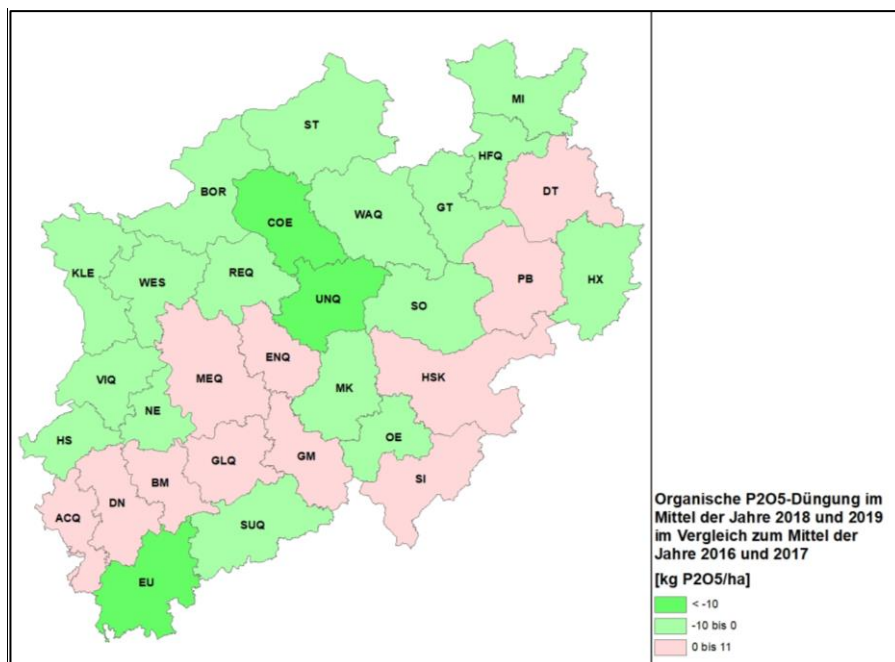 MI
ST
HFQ
DT
BOR
GT
WAQ
COE
KLE
WES
REQ
PB
HX
UNQ
SO
ENQ
HSK
VIQ
MEQ
MK
NE
HS
OE
GLQ
GM
SI
BM
DN
ACQ
SUQ
EU
Organische P2O5-Düngung im
Mittel der Jahre 2018 und 2019
im Vergleich zum Mittel der
Jahre 2016 und 2017
[kg P2O5/ha]
< -10
-10 bis 0
0 bis 11